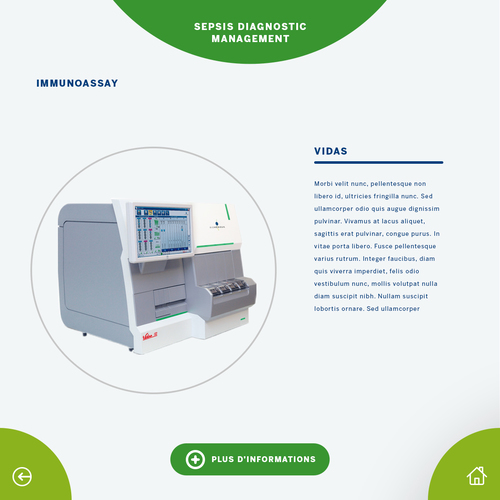 SEPSIS DIAGNOSTIC
MANAGEMENT
IMMUNOASSAY
VIDAS
Morbi velit nunc, pellentesque non
libero id, ultricies fringilla nunc. Sed
ullamcorper odio quis augue dignissim
pulvinar. Vivamus at lacus aliquet,
sagittis erat pulvinar, congue purus. In
vitae porta libero. Fusce pellentesque
varius rutrum. Integer faucibus, diam
quis viverra imperdiet, felis odio
vestibulum nunc, mollis volutpat nulla
diam suscipit nibh. Nullam suscipit
lobortis ornare. Sed ullamcorper
PLUS D'INFORMATIONS